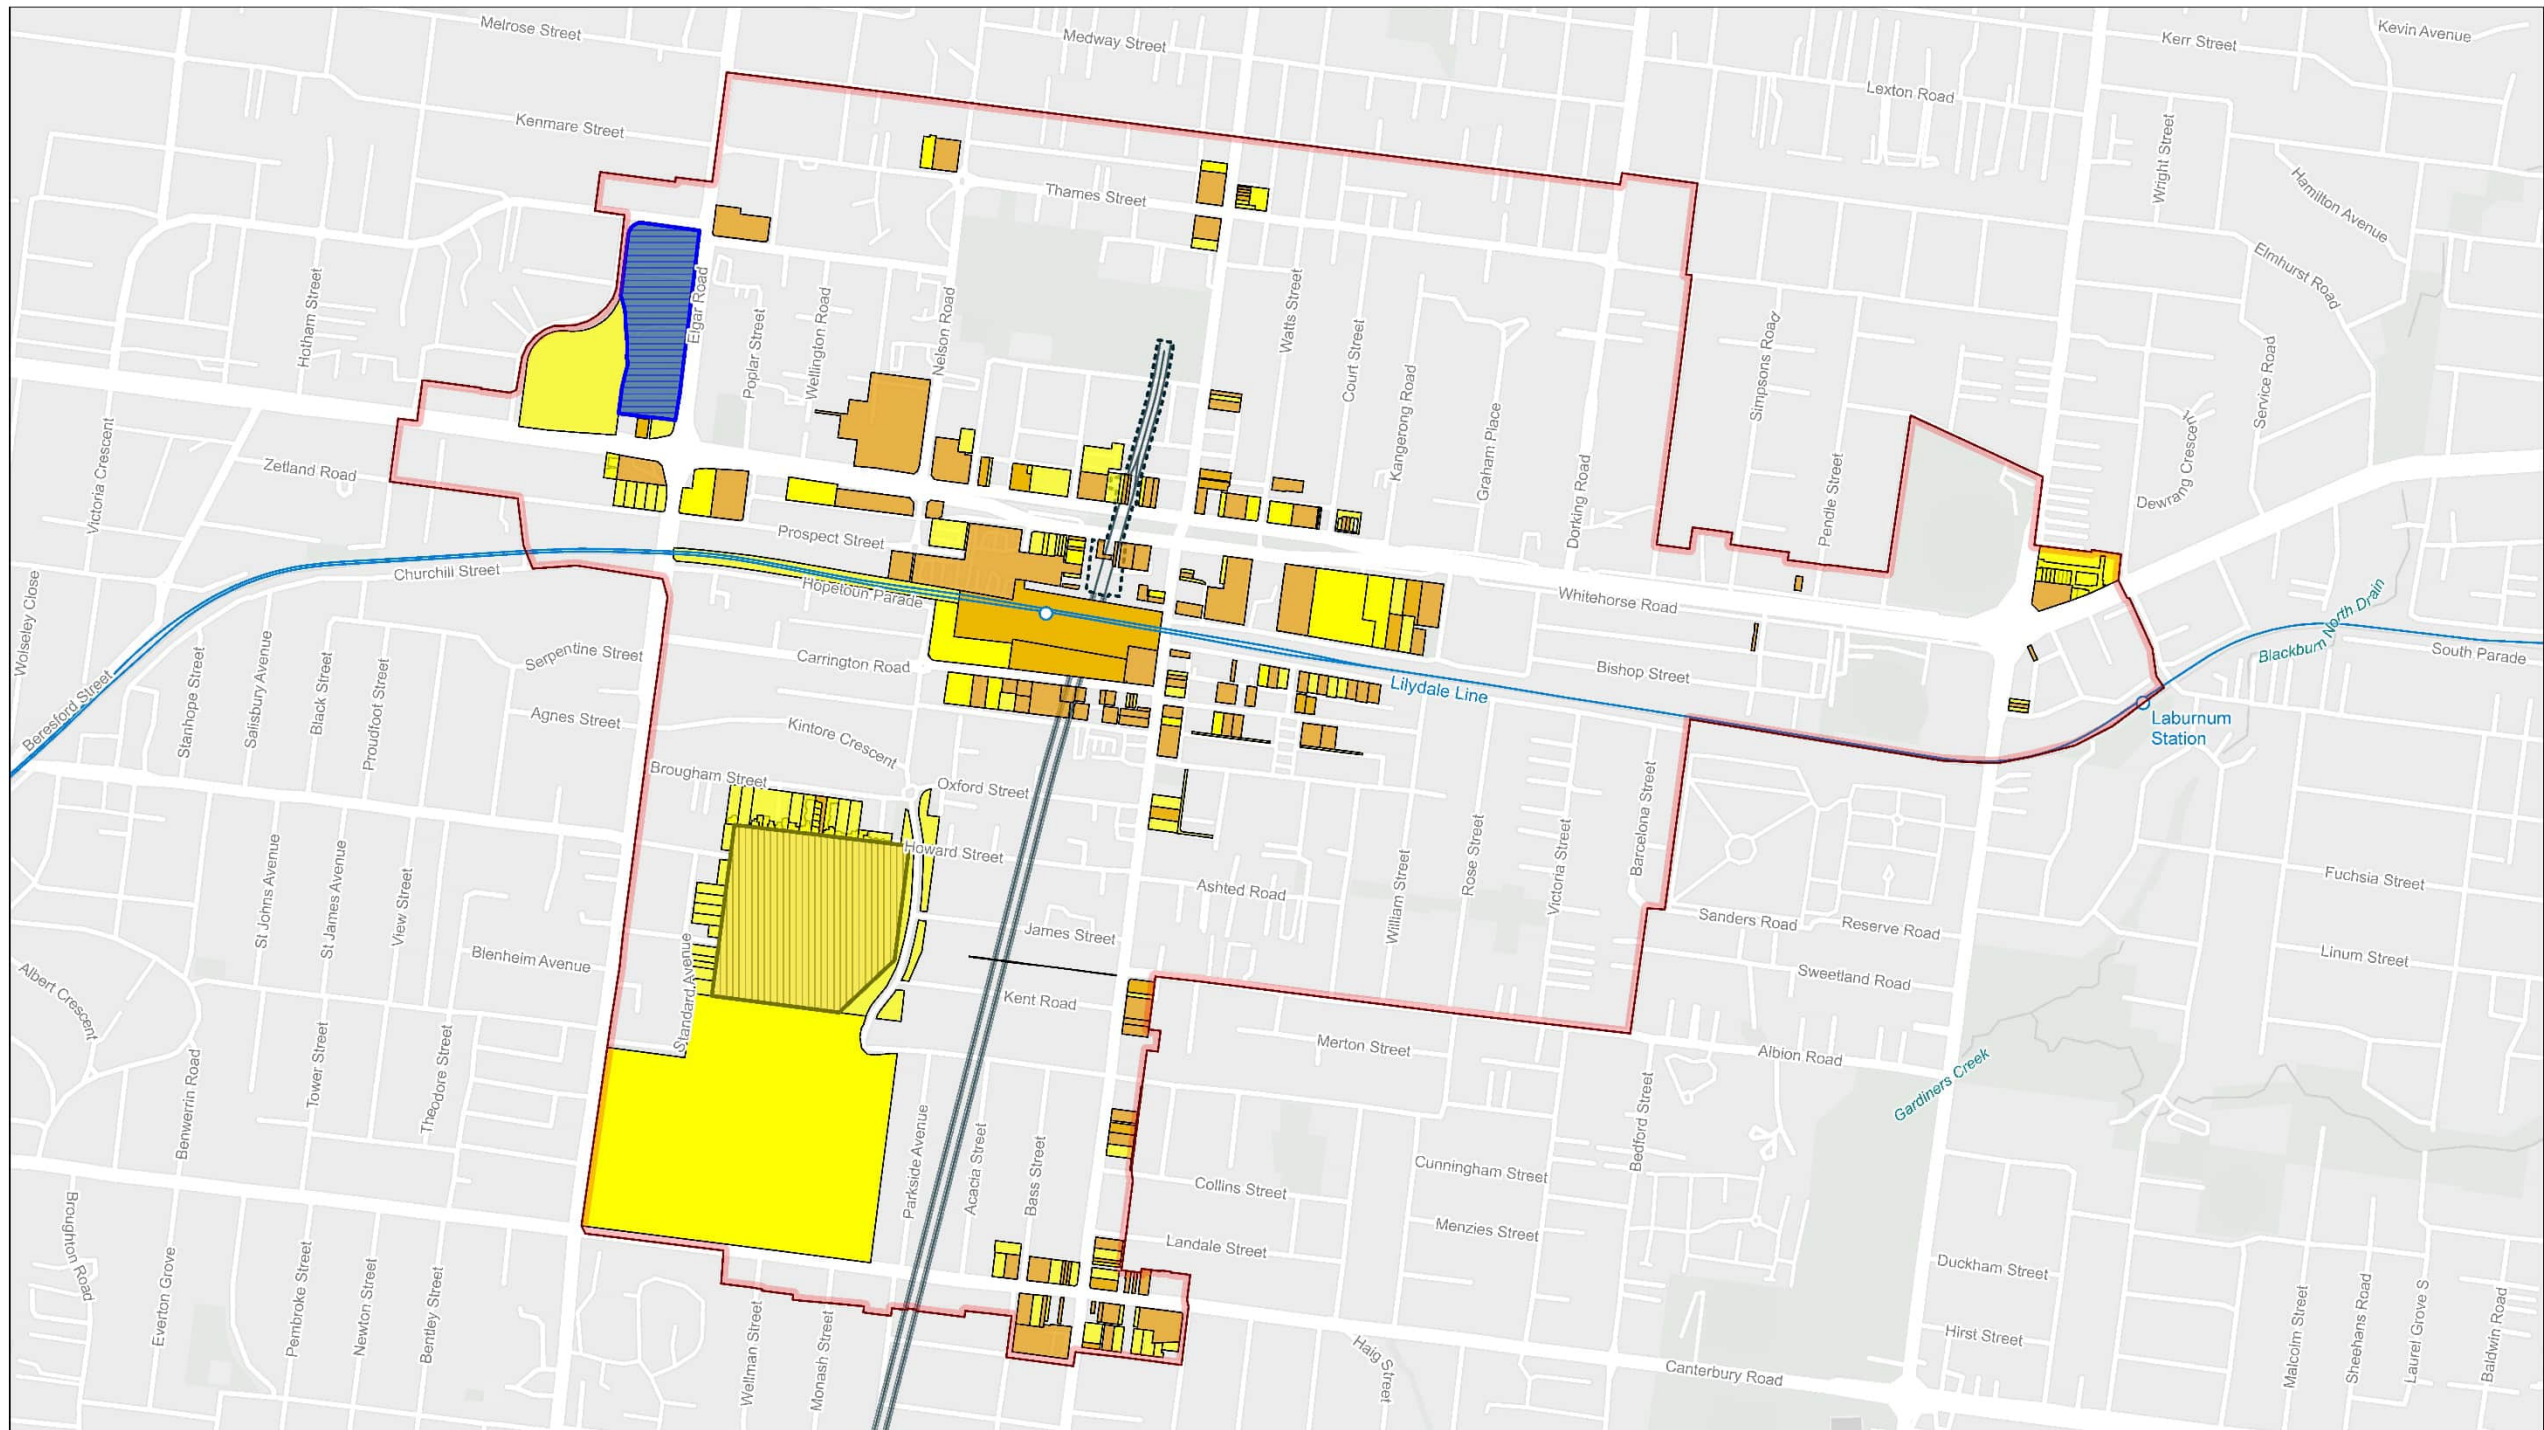 Melrose Street
Medway Street
Kerr Street
Kevin Avenue
Lexton Road
Kenmare Street
Wright Street
Hamilton Avenue
Thames Street
Elmhurst Road
Hotham Street
Elgar Road
Poplar Street
Wellington Road
Nelson Road
Watts Street
Court Street
Kangerong Road
Graham Place
Dorking Road
Simpsons Road
Pendle Street
Service Road
Dewrang Crescent
Victoria Crescent
Zetland Road
Prospect Street
Churchill Street
Hopetoun Parade
Whitehorse Road
Blackburn North Drain
South Parade
Wolseley Close
Beresford Street
Stanhope Street
Salisbury Avenue
Black Street
Proudfoot Street
Serpentine Street
Carrington Road
Bishop Street
Lilydale Line
Laburnum
Station
Agnes Street
Kintore Crescent
Brougham Street
Oxford Street
Howard Street
Ashted Road
William Street
Rose Street
Victoria Street
Barcelona Street
Fuchsia Street
St Johns Avenue
St James Avenue
View Street
Blenheim Avenue
Standard Avenue
James Street
Kent Road
Sanders Road
Reserve Road
Sweetland Road
Linum Street
Albert Crescent
Benwerrin Road
Tower Street
Theodore Street
Merton Street
Albion Road
Gardiners Creek
Parkside Avenue
Acacia Street
Bass Street
Collins Street
Landale Street
Cunningham Street
Menzies Street
Bedford Street
Duckham Street
Hirst Street
Broughton Road
Everton Grove
Pembroke Street
Newton Street
Bentley Street
Wellman Street
Monash Street
Haig Street
Canterbury Road
Malcolm Street
Sheehans Road
Laurel Grove S
Baldwin Road